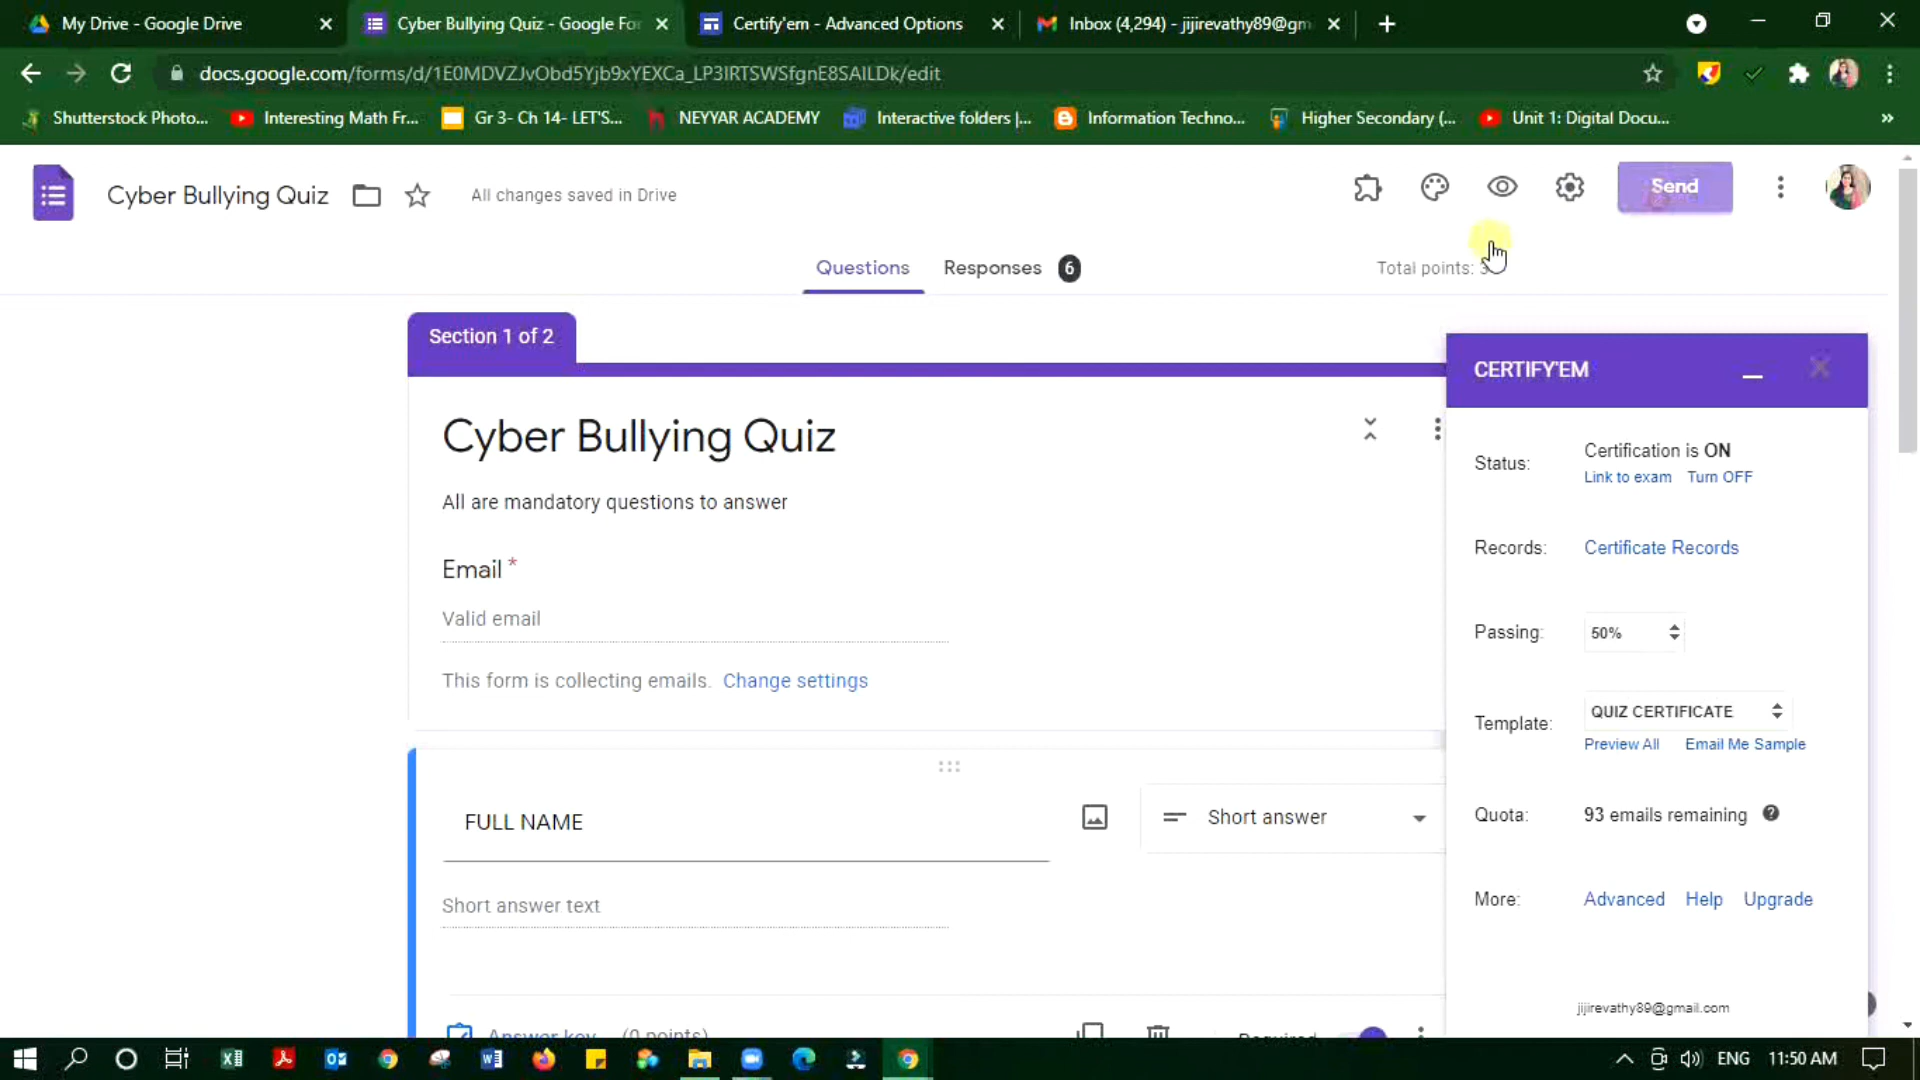 My Drive - Google Drive
Cyber Bullying Quiz - Google For
Certify'em - Advanced Options
Inbox (4,294) - jijirevathy89@gm
docs.google.com/forms/d/1E0MDVZJvObd5Yjb9xYEXCa_LP3IRTSWSfgnE8SAILDk/edit
Shutterstock Photo...
Interesting Math Fr...
Gr 3- Ch 14- LET'S...
NEYYAR ACADEMY
Interactive folders |...
Information Techno...
Higher Secondary (...
Unit 1: Digital Docu...
»
Cyber Bullying Quiz
All changes saved in Drive
Send
Questions
Responses 6
Total points:
Section 1 of 2
Cyber Bullying Quiz
All are mandatory questions to answer
Email *
Valid email
This form is collecting emails. Change settings
FULL NAME
Short answer
Short answer text
Answer key (0 points)
Required
CERTIFY'EM
Status: Certification is ON
Link to exam Turn OFF
Records: Certificate Records
Passing: 50%
Template: QUIZ CERTIFICATE
Preview All Email Me Sample
Quota: 93 emails remaining
More: Advanced Help Upgrade
jijirevathy89@gmail.com
ENG 11:50 AM